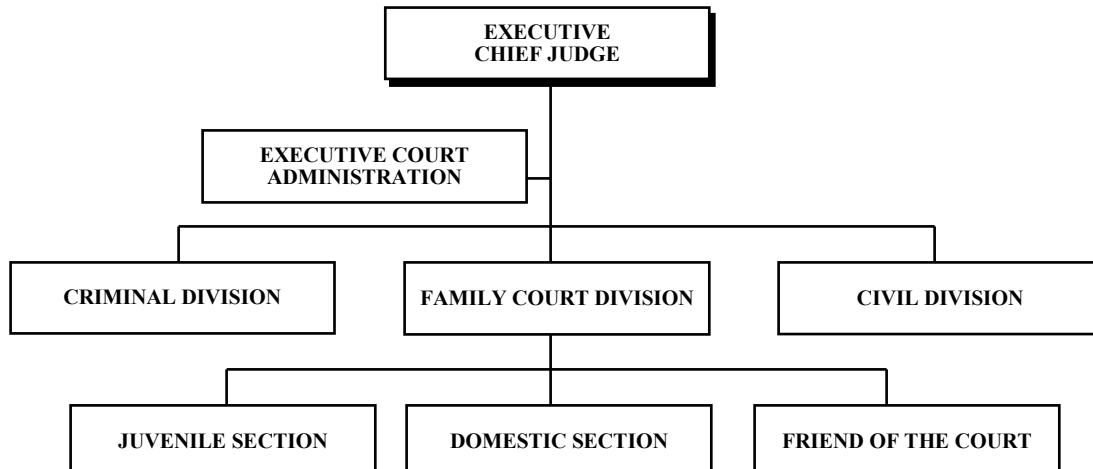 EXECUTIVE
CHIEF JUDGE
EXECUTIVE COURT
ADMINISTRATION
CRIMINAL DIVISION
FAMILY COURT DIVISION
CIVIL DIVISION
JUVENILE SECTION
DOMESTIC SECTION
FRIEND OF THE COURT